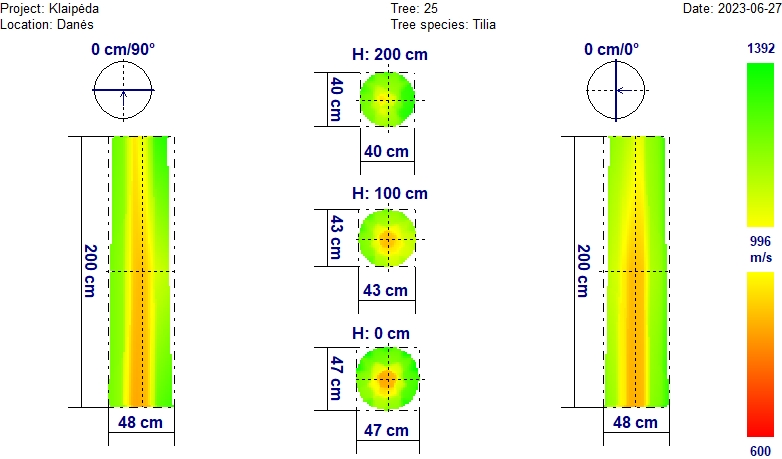 Project: Klaipėda
Tree: 25
Date: 2023-06-27
Location: Danės
Tree species: Tilia
0 cm/90°
H: 200 cm
0 cm/0°
1392
40 cm
40 cm
H: 100 cm
43 cm
43 cm
200 cm
200 cm
996
m/s
H: 0 cm
47 cm
47 cm
48 cm
48 cm
600